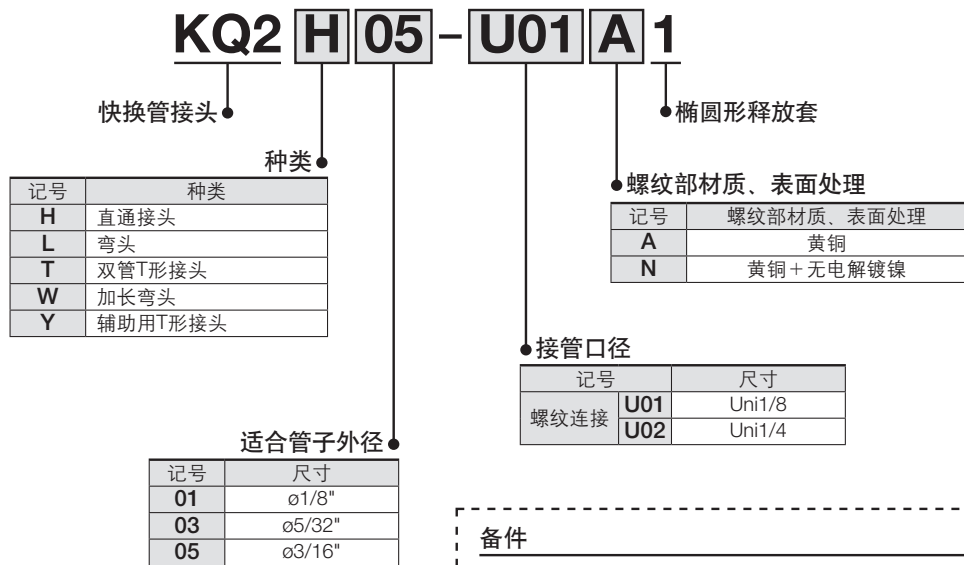 KQ2 H 05 - U01 A 1
快换管接头
椭圆形释放套
种类
记号 种类
H 直通接头
L 弯头
T 双管T形接头
W 加长弯头
Y 辅助用T形接头
螺纹部材质、表面处理
记号 螺纹部材质、表面处理
A 黄铜
N 黄铜＋无电解镀镍
接管口径
记号 尺寸
螺纹连接 U01 Uni1/8
U02 Uni1/4
适合管子外径
记号 尺寸
01 ø1/8"
03 ø5/32"
05 ø3/16"
备件